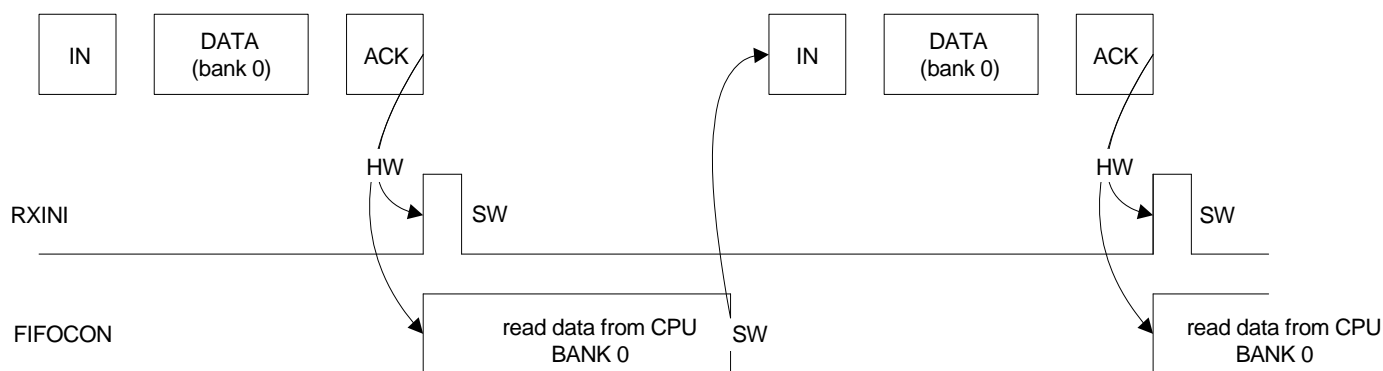 IN
DATA
(bank 0)
ACK
IN
DATA
(bank 0)
ACK
HW
HW
RXINI
SW
SW
FIFOCON
read data from CPU
BANK 0
SW
read data from CPU
BANK 0